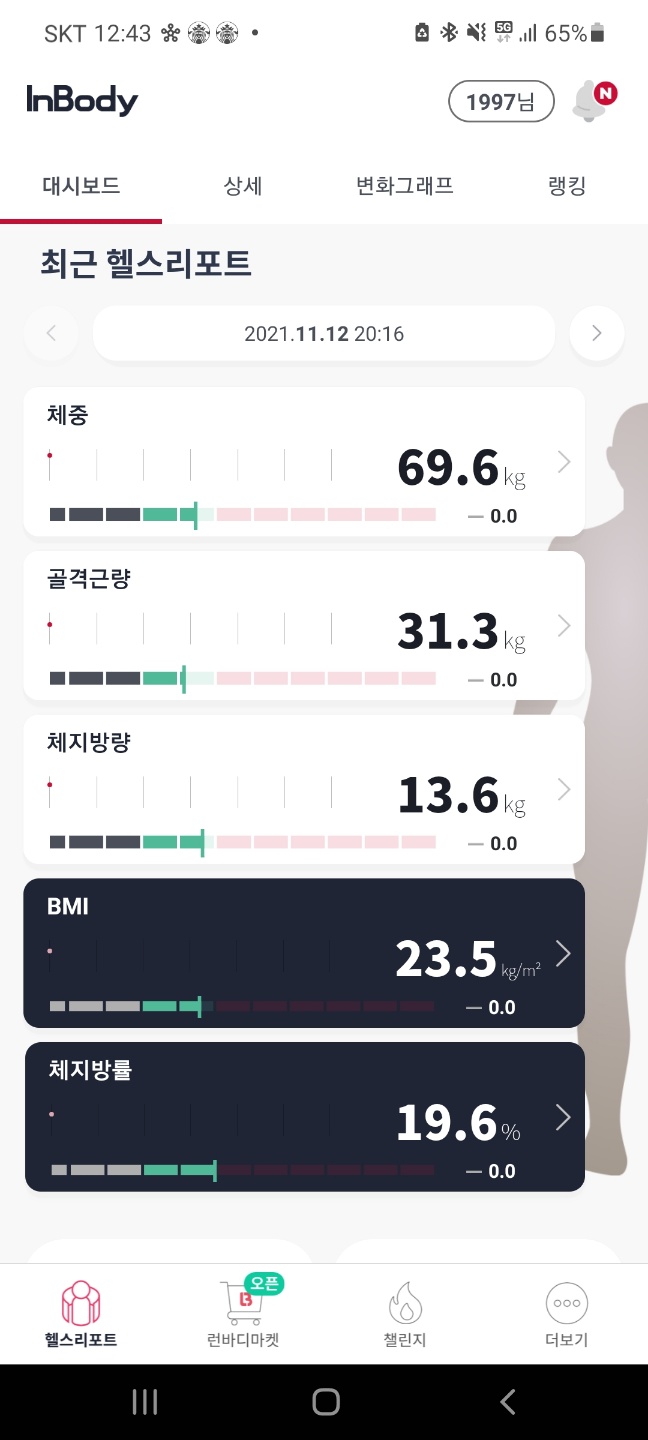 SKT 12:43 5G 65%
InBody 1997님 N
대시보드 상세 변화그래프 랭킹
최근 헬스리포트
2021.11.12 20:16
체중
69.6 kg
— 0.0
골격근량
31.3 kg
— 0.0
체지방량
13.6 kg
— 0.0
BMI
23.5 kg/m²
— 0.0
체지방률
19.6 %
— 0.0
오픈
헬스리포트 런바디마켓 챌린지 더보기